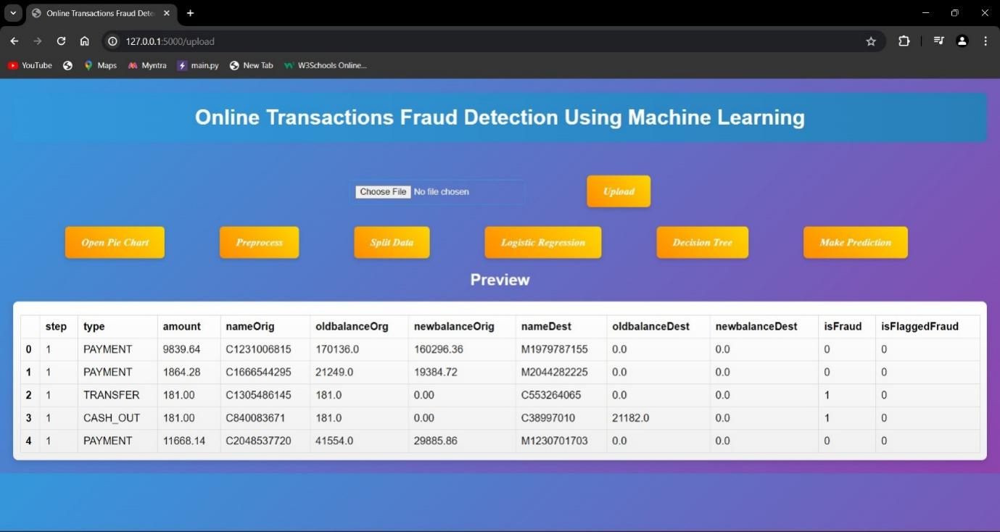 Online Transactions Fraud Dete
127.0.0.1:5000/upload
YouTube Maps Myntra main.py New Tab W3Schools Online...
Online Transactions Fraud Detection Using Machine Learning
Choose File No file chosen Upload
Open Pie Chart Preprocess Split Data Logistic Regression Decision Tree Make Prediction
Preview
step type amount nameOrig oldbalanceOrg newbalanceOrig nameDest oldbalanceDest newbalanceDest isFraud isFlaggedFraud
0 1 PAYMENT 9839.64 C1231006815 170136.0 160296.36 M1979787155 0.0 0.0 0 0
1 1 PAYMENT 1864.28 C1666544295 21249.0 19384.72 M2044282225 0.0 0.0 0 0
2 1 TRANSFER 181.00 C1305486145 181.0 0.00 C553264065 0.0 0.0 1 0
3 1 CASH_OUT 181.00 C840083671 181.0 0.00 C38997010 21182.0 0.0 1 0
4 1 PAYMENT 11668.14 C2048537720 41554.0 29885.86 M1230701703 0.0 0.0 0 0